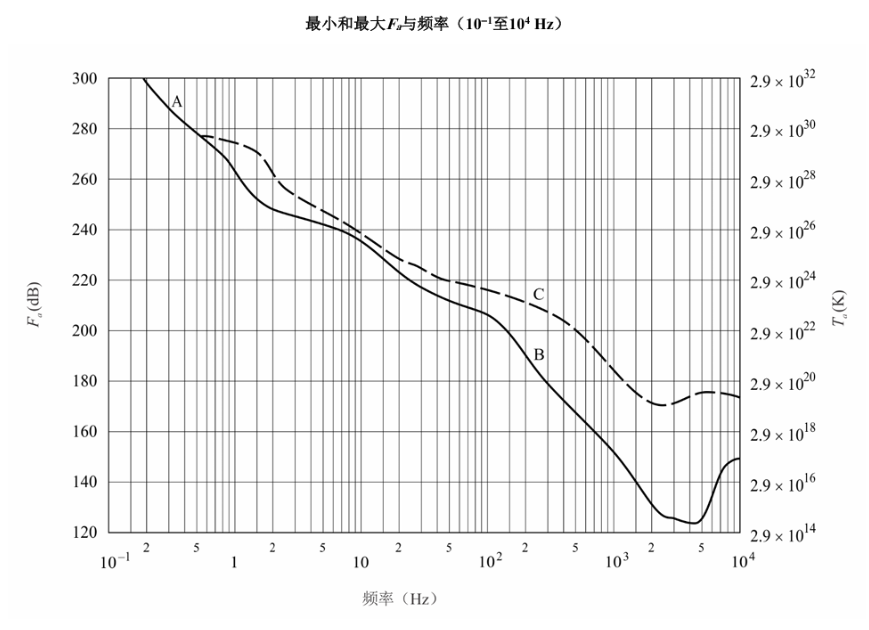 最小和最大Fa与频率（10⁻¹至10⁴ Hz）
300
280
260
240
220
200
180
160
140
120
Fa (dB)
2.9 × 10³²
2.9 × 10³⁰
2.9 × 10²⁸
2.9 × 10²⁶
2.9 × 10²⁴
2.9 × 10²²
2.9 × 10²⁰
2.9 × 10¹⁸
2.9 × 10¹⁶
2.9 × 10¹⁴
Ta (K)
A
C
B
2 5 2 5 2 5 2 5 2 5
10⁻¹ 1 10 10² 10³ 10⁴
频率（Hz）